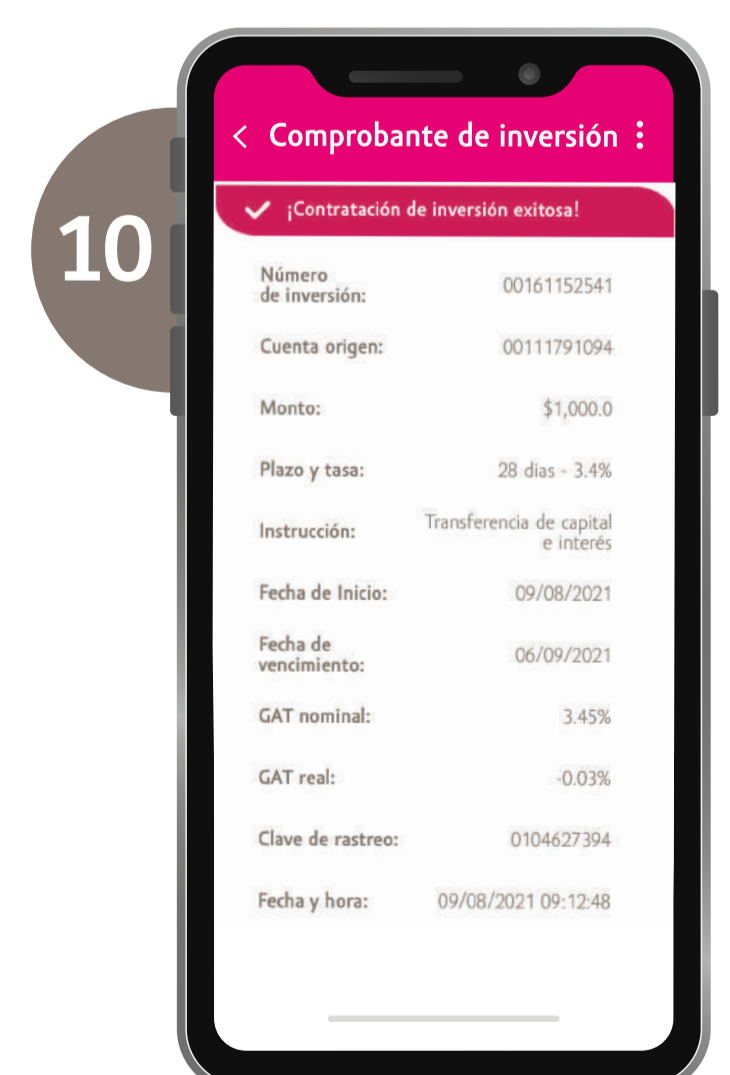 10
Comprobante de inversión
¡Contratación de inversión exitosa!
Número
de inversión:
00161152541
Cuenta origen:
00111791094
Monto:
$1,000.0
Plazo y tasa:
28 dias - 3.4%
Instrucción:
Transferencia de capital
e interés
Fecha de Inicio:
09/08/2021
Fecha de
vencimiento:
06/09/2021
GAT nominal:
3.45%
GAT real:
-0.03%
Clave de rastreo:
0104627394
Fecha y hora:
09/08/2021 09:12:48